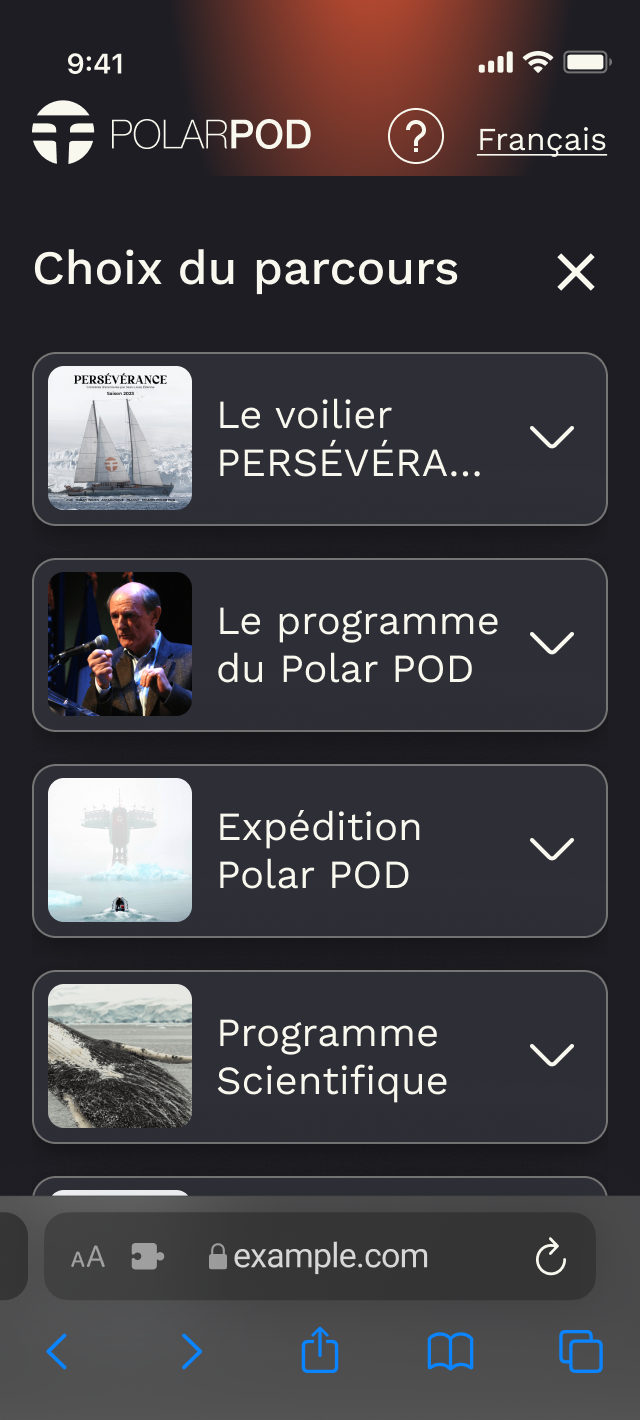 9:41
POLARPOD
?
Français
Choix du parcours
PERSÉVÉRANCE
Saison 2023
Le voilier
PERSÉVÉRA...
Le programme
du Polar POD
Expédition
Polar POD
Programme
Scientifique
AA
example.com